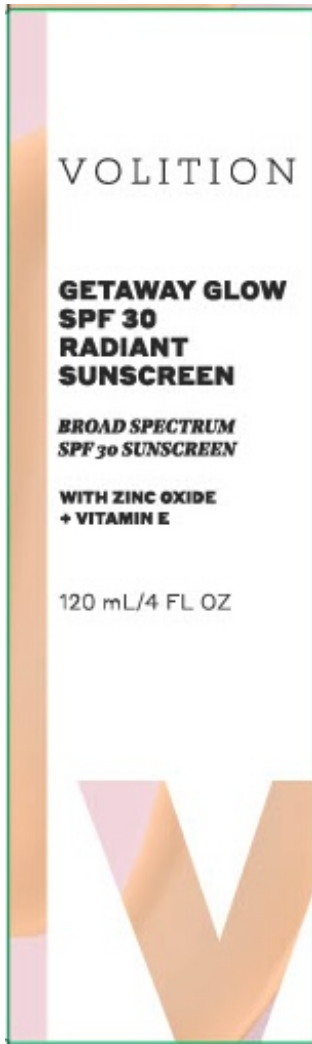 VOLITION
GETAWAY GLOW
SPF 30
RADIANT
SUNSCREEN
BROAD SPECTRUM
SPF 30 SUNSCREEN
WITH ZINC OXIDE
+ VITAMIN E
120 mL/4 FL OZ
V